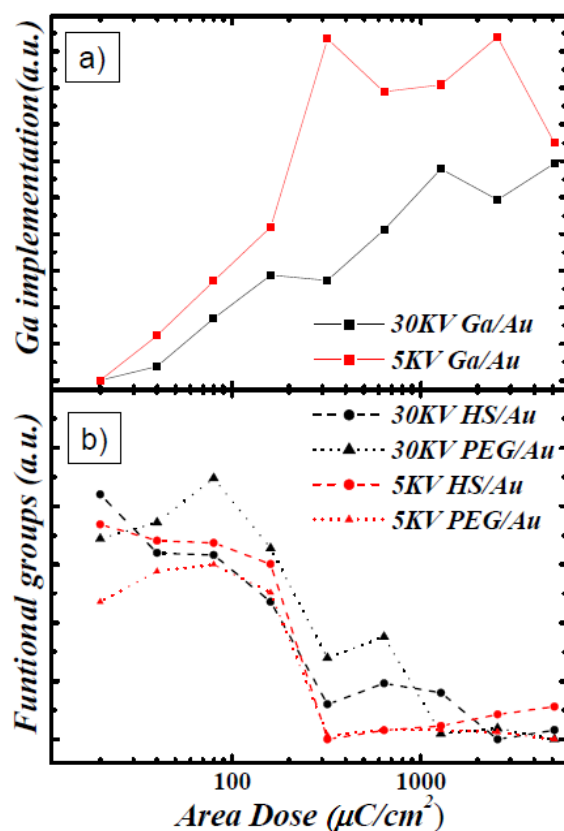 a)
Ga implementation(a.u.)
30KV Ga/Au
5KV Ga/Au
b)
Funtional groups (a.u.)
30KV HS/Au
30KV PEG/Au
5KV HS/Au
5KV PEG/Au
100 1000
Area Dose (μC/cm²)